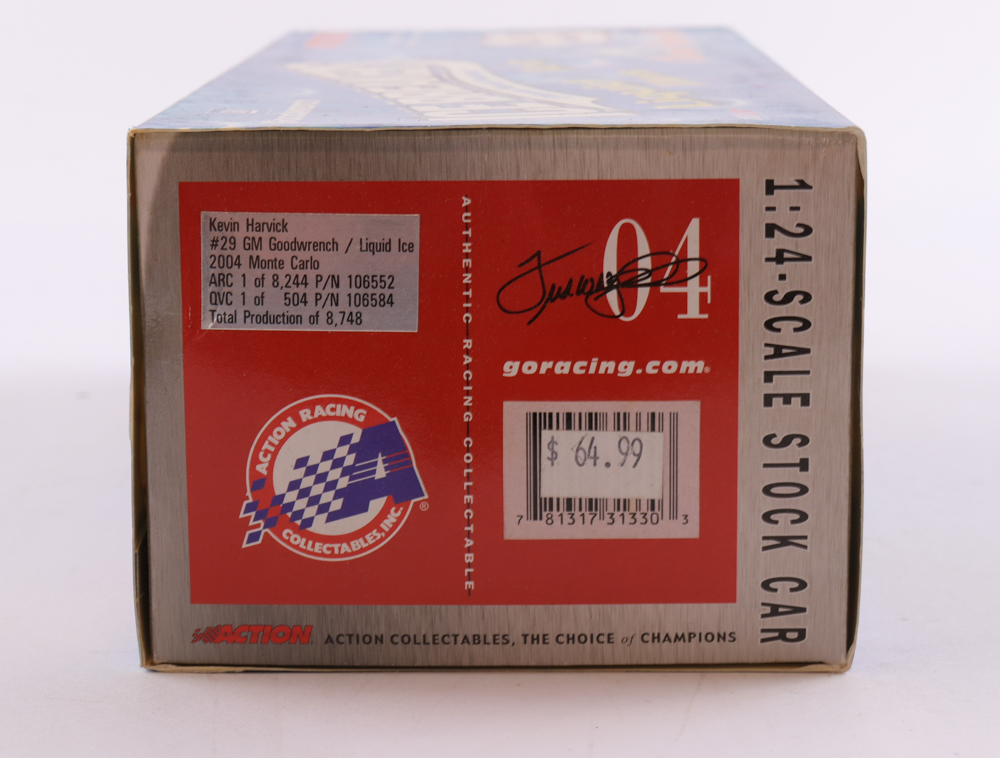 Kevin Harvick
#29 GM Goodwrench / Liquid Ice
2004 Monte Carlo
ARC 1 of 8,244 P/N 106552
QVC 1 of 504 P/N 106584
Total Production of 8,748
AUTHENTIC RACING COLLECTABLE
04
goracing.com®
$ 64.99
7 81317 31330 3
ACTION RACING
COLLECTABLES, INC.
®
1:24-SCALE STOCK CAR
ACTION
ACTION COLLECTABLES, THE CHOICE of CHAMPIONS